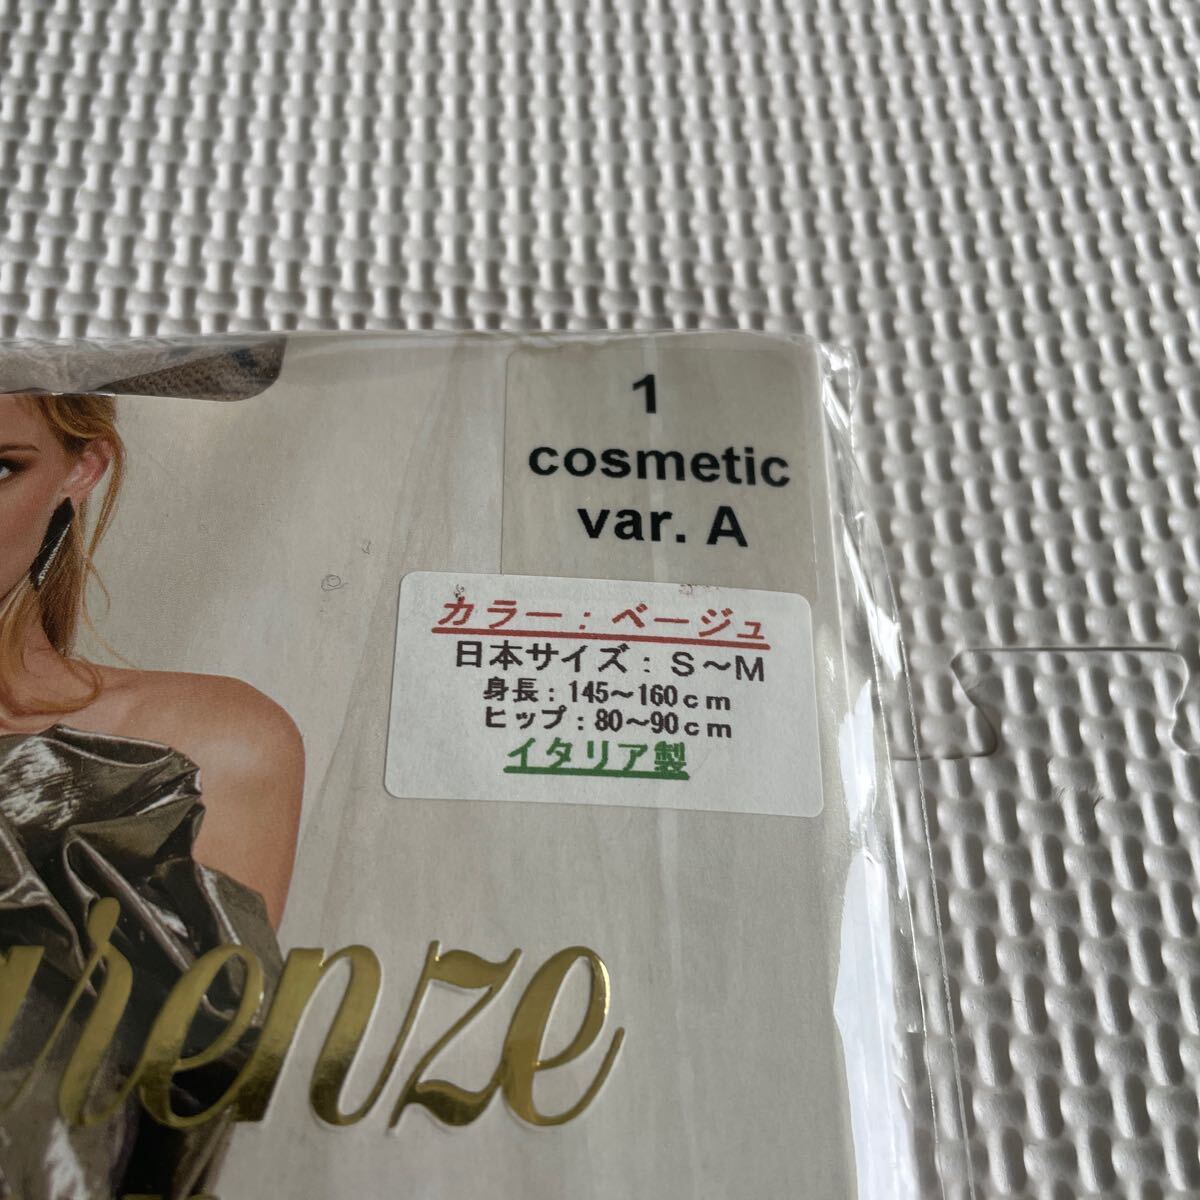 1
cosmetic
var. A
カラー：ベージュ
日本サイズ：Ｓ～Ｍ
身長：145～160ｃｍ
ヒップ：80～90ｃｍ
イタリア製